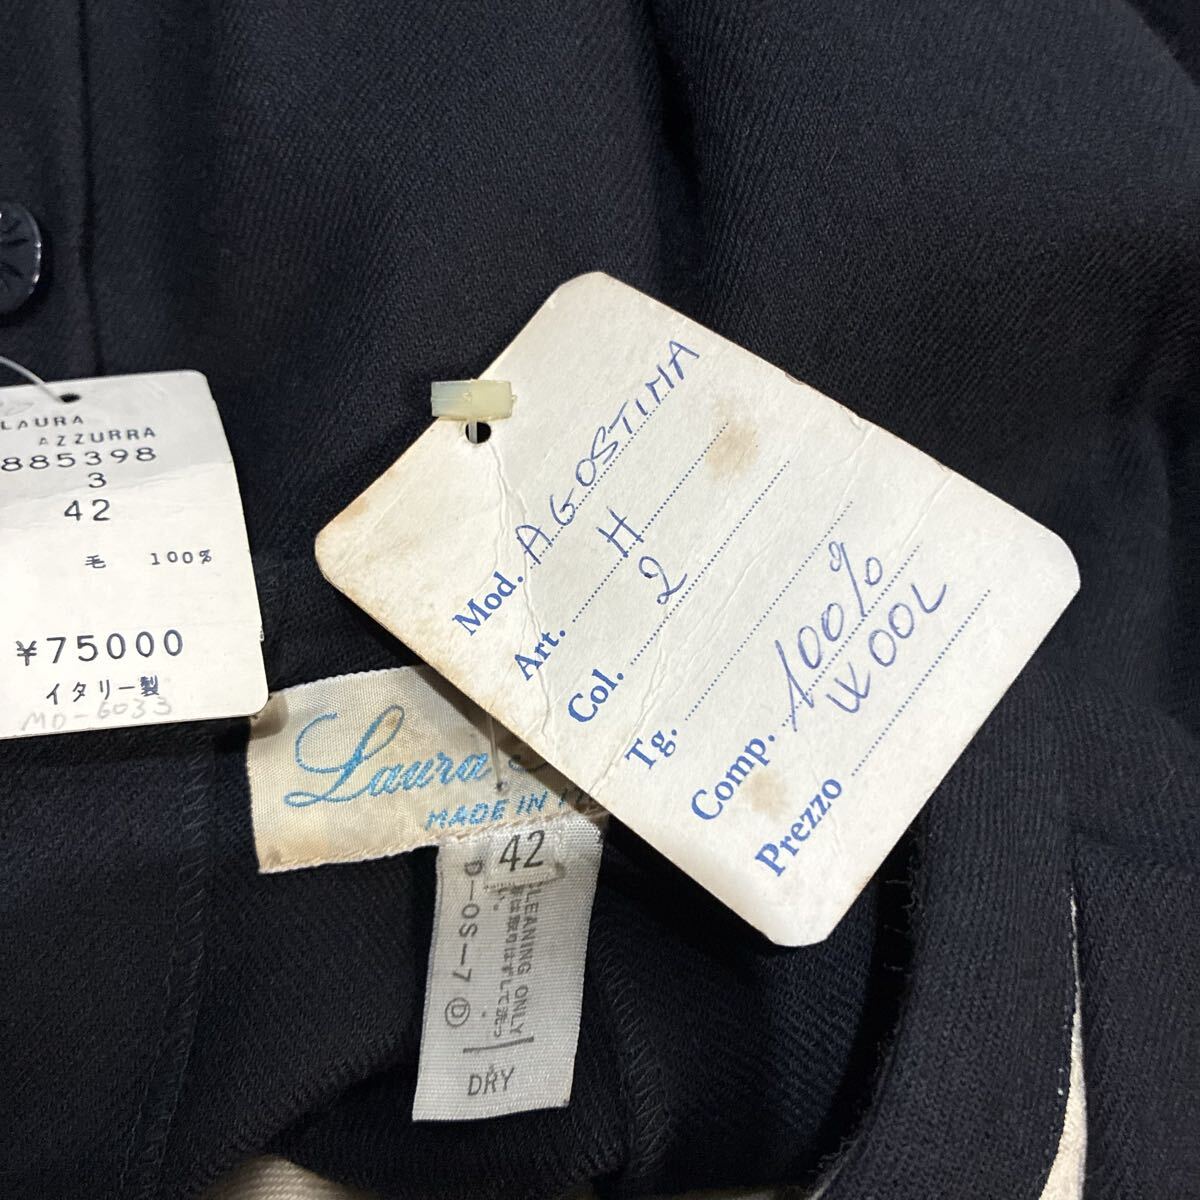 LAURA
AZZURRA
885398
3
42
毛 100%
¥75000
イタリー製
MO-6033
Mod. AGOSTINA
Art. H
Col. 2
Tg.
Comp. 100%
WOOL
Prezzo
Laura
MADE IN
42
D-OS-7 Ⓓ
DRY
CLEANING ONLY